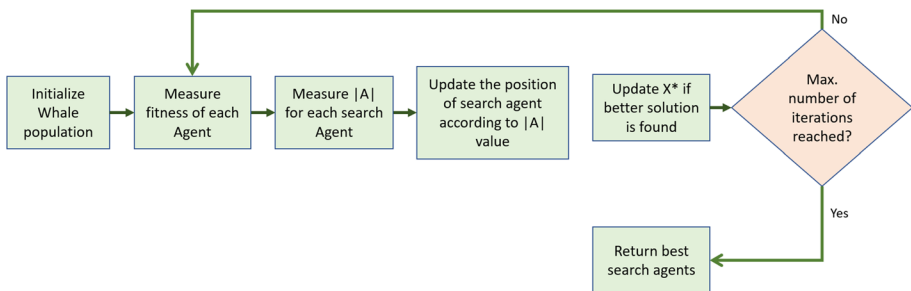 No
Initialize
Whale
population
Measure
fitness of each
Agent
Measure |A|
for each search
Agent
Update the position
of search agent
according to |A|
value
Update X* if
better solution
is found
Max.
number of
iterations
reached?
Yes
Return best
search agents